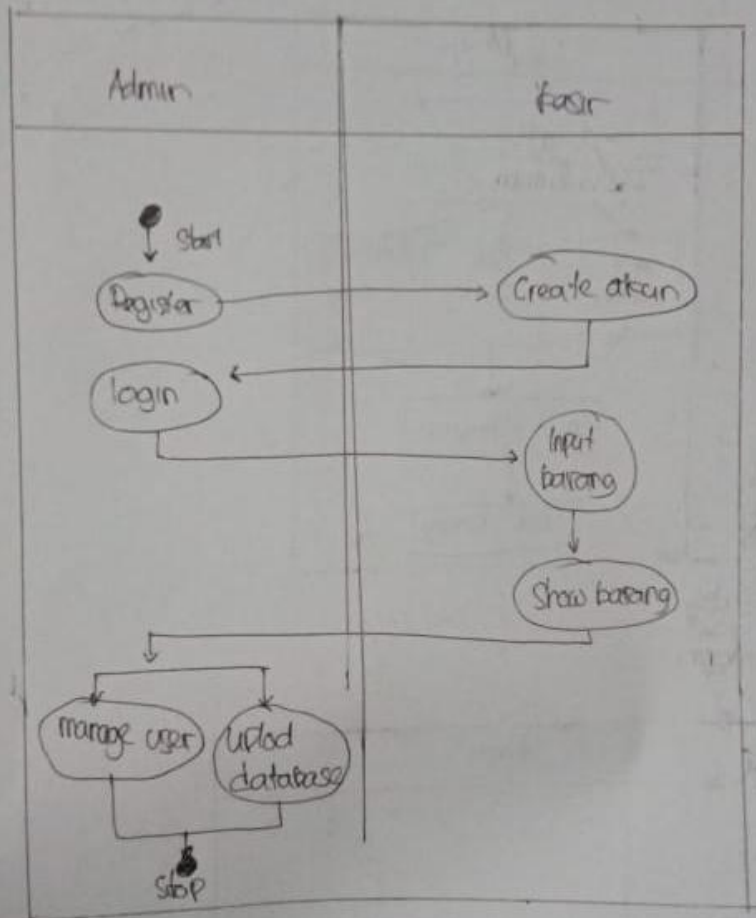 Admin
kasir
Start
Register
Create akun
login
Input
barang
Show barang
manage user
uplod
database
Stop